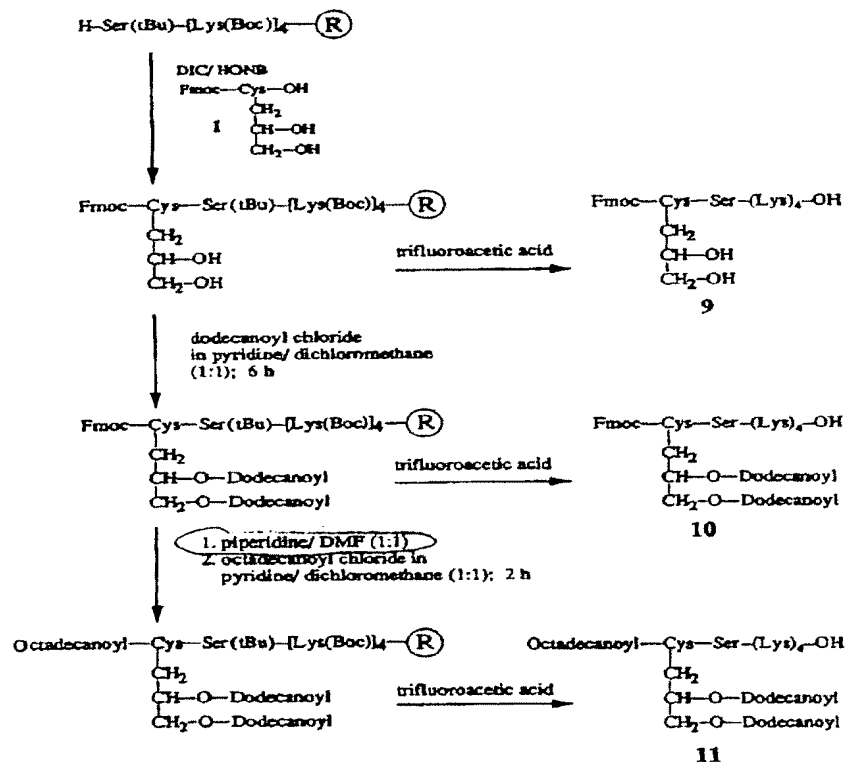 H—Ser(tBu)—[Lys(Boc)]4—R
DIC/ HONB
Fmoc—Cys—OH
CH2
1 CH—OH
CH2—OH
Fmoc—Cys—Ser(tBu)—[Lys(Boc)]4—R
CH2
CH—OH
CH2—OH
trifluoroacetic acid
Fmoc—Cys—Ser—(Lys)4—OH
CH2
CH—OH
CH2—OH
9
dodecanoyl chloride
in pyridine/ dichloromethane
(1:1); 6 h
Fmoc—Cys—Ser(tBu)—[Lys(Boc)]4—R
CH2
CH—O—Dodecanoyl
CH2—O—Dodecanoyl
trifluoroacetic acid
Fmoc—Cys—Ser—(Lys)4—OH
CH2
CH—O—Dodecanoyl
CH2—O—Dodecanoyl
10
1. piperidine/ DMF (1:1)
2. octadecanoyl chloride in
pyridine/ dichloromethane (1:1); 2 h
Octadecanoyl—Cys—Ser(tBu)—[Lys(Boc)]4—R
CH2
CH—O—Dodecanoyl
CH2—O—Dodecanoyl
trifluoroacetic acid
Octadecanoyl—Cys—Ser—(Lys)4—OH
CH2
CH—O—Dodecanoyl
CH2—O—Dodecanoyl
11